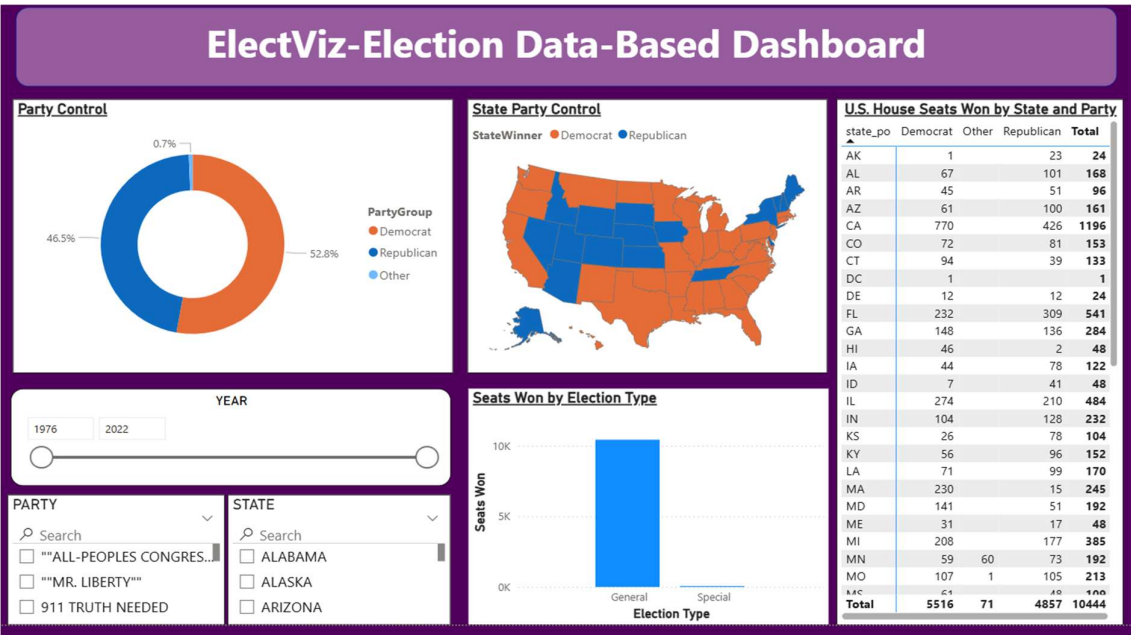 ElectViz-Election Data-Based Dashboard
Party Control
0.7%
46.5%
52.8%
PartyGroup
Democrat
Republican
Other
State Party Control
StateWinner Democrat Republican
YEAR
1976 2022
PARTY
Search
""ALL-PEOPLES CONGRES...
""MR. LIBERTY""
911 TRUTH NEEDED
STATE
Search
ALABAMA
ALASKA
ARIZONA
Seats Won by Election Type
Seats Won
10K
5K
0K
General Special
Election Type
U.S. House Seats Won by State and Party
state_po Democrat Other Republican Total
AK 1 23 24
AL 67 101 168
AR 45 51 96
AZ 61 100 161
CA 770 426 1196
CO 72 81 153
CT 94 39 133
DC 1 1
DE 12 12 24
FL 232 309 541
GA 148 136 284
HI 46 2 48
IA 44 78 122
ID 7 41 48
IL 274 210 484
IN 104 128 232
KS 26 78 104
KY 56 96 152
LA 71 99 170
MA 230 15 245
MD 141 51 192
ME 31 17 48
MI 208 177 385
MN 59 60 73 192
MO 107 1 105 213
MS 61 48 109
Total 5516 71 4857 10444